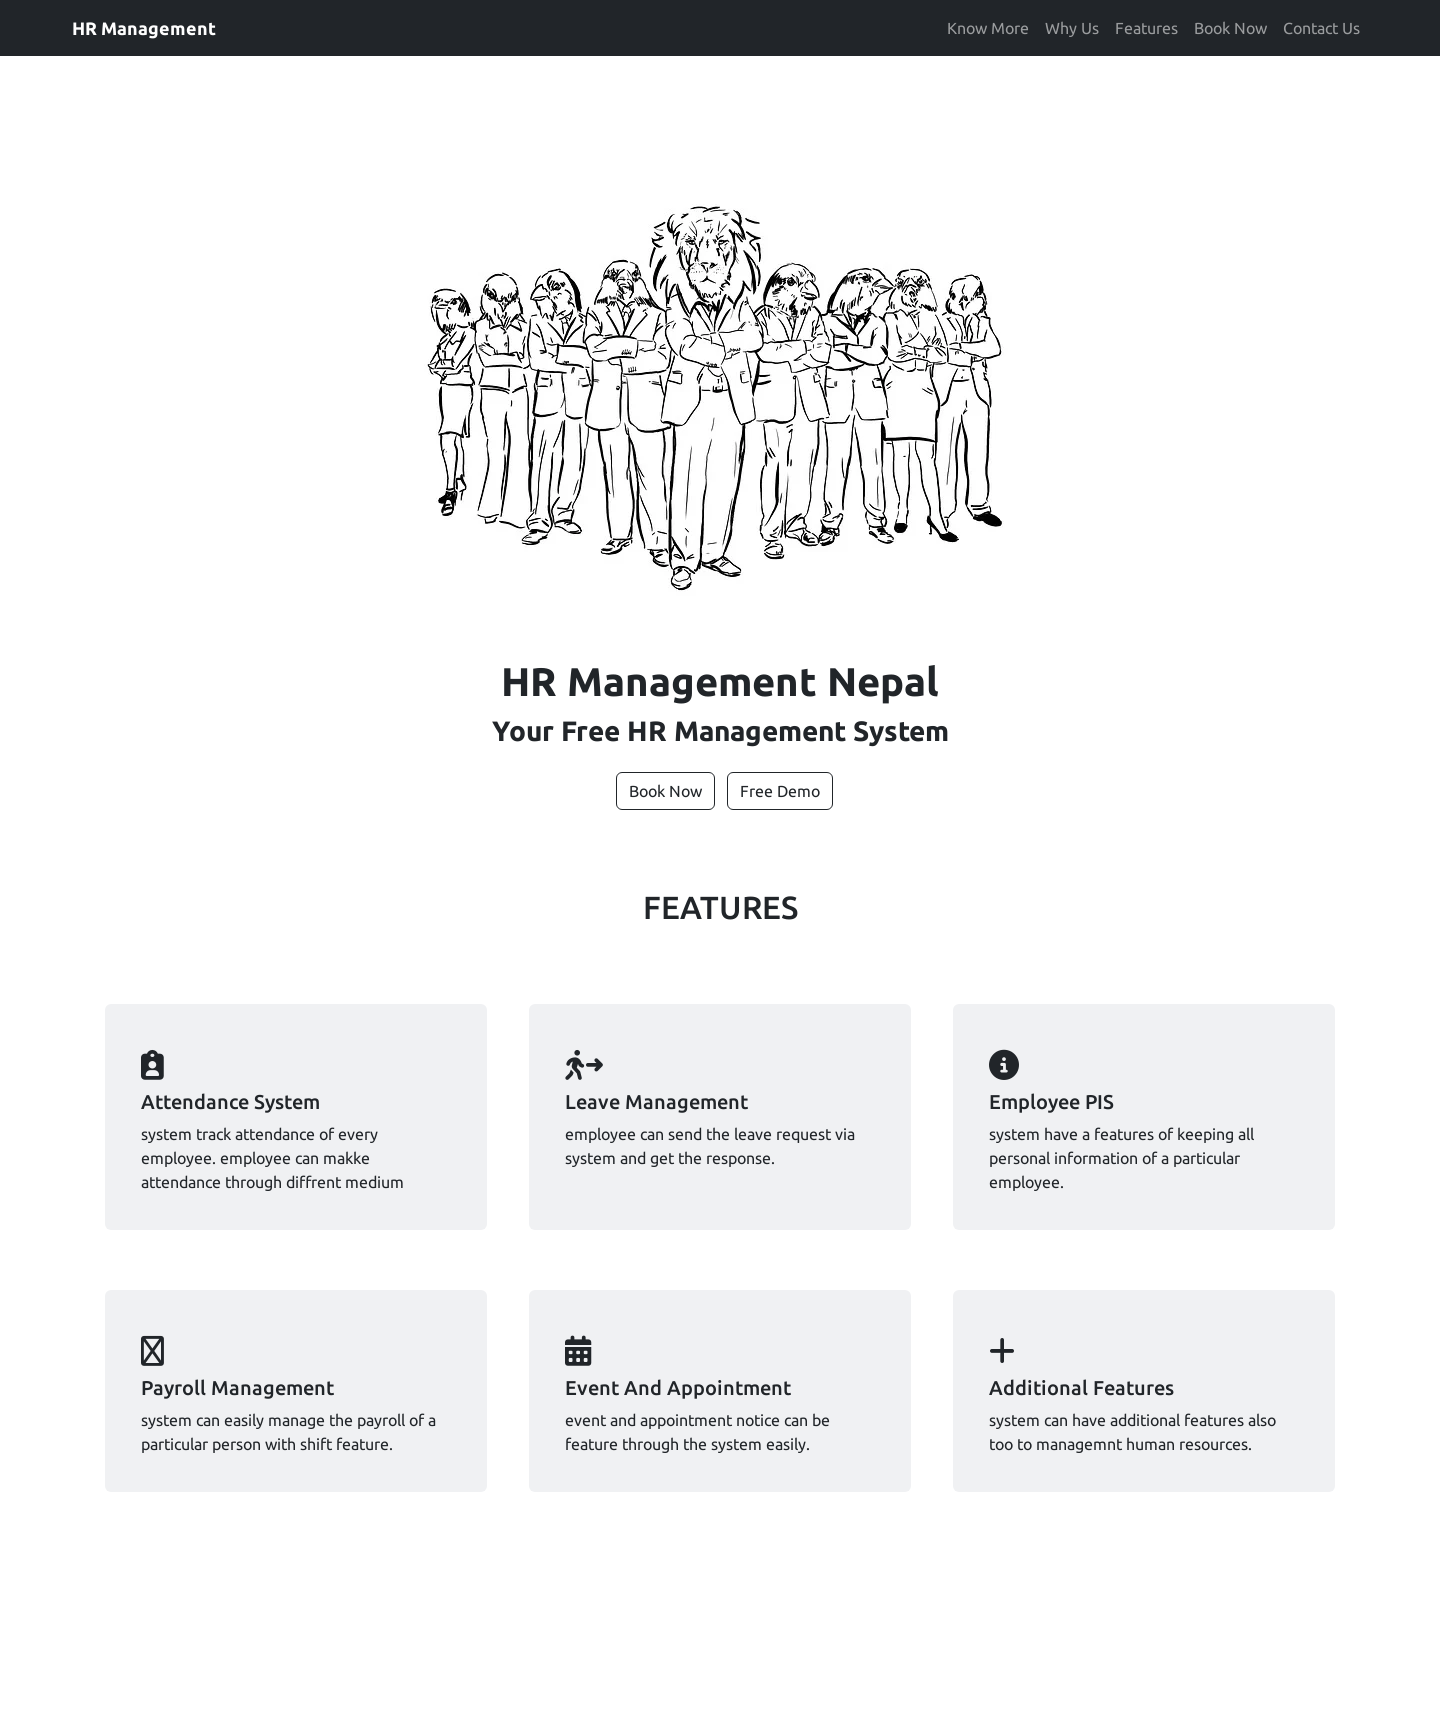 HR Management
Know More Why Us Features Book Now Contact Us
HR Management Nepal
Your Free HR Management System
Book Now Free Demo
FEATURES
Attendance System
system track attendance of every
employee. employee can makke
attendance through diffrent medium
Leave Management
employee can send the leave request via
system and get the response.
Employee PIS
system have a features of keeping all
personal information of a particular
employee.
Payroll Management
system can easily manage the payroll of a
particular person with shift feature.
Event And Appointment
event and appointment notice can be
feature through the system easily.
Additional Features
system can have additional features also
too to managemnt human resources.